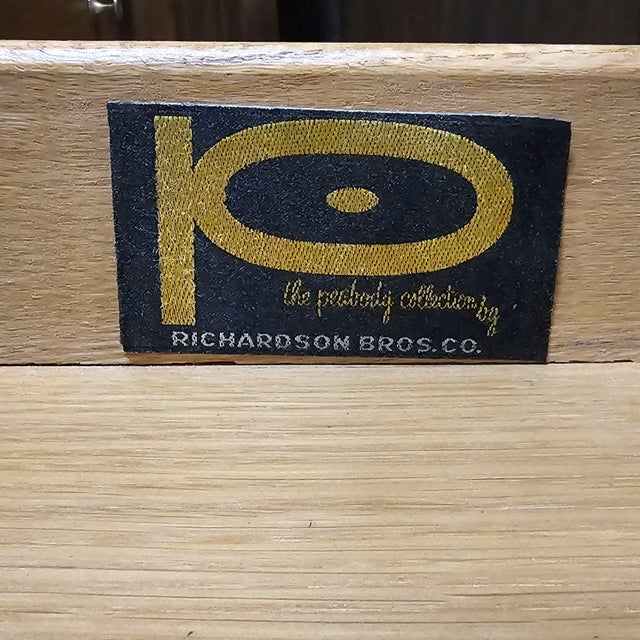 p
the peabody collection by
RICHARDSON BROS. CO.